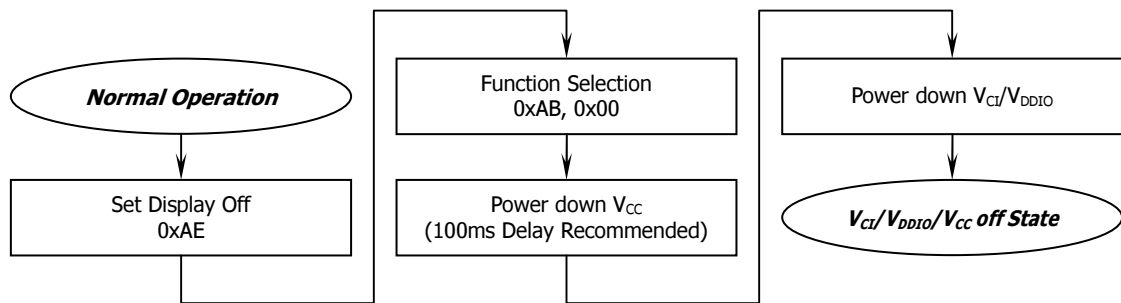 Normal Operation
Set Display Off
0xAE
Function Selection
0xAB, 0x00
Power down VCC
(100ms Delay Recommended)
Power down VCI/VDDIO
VCI/VDDIO/VCC off State